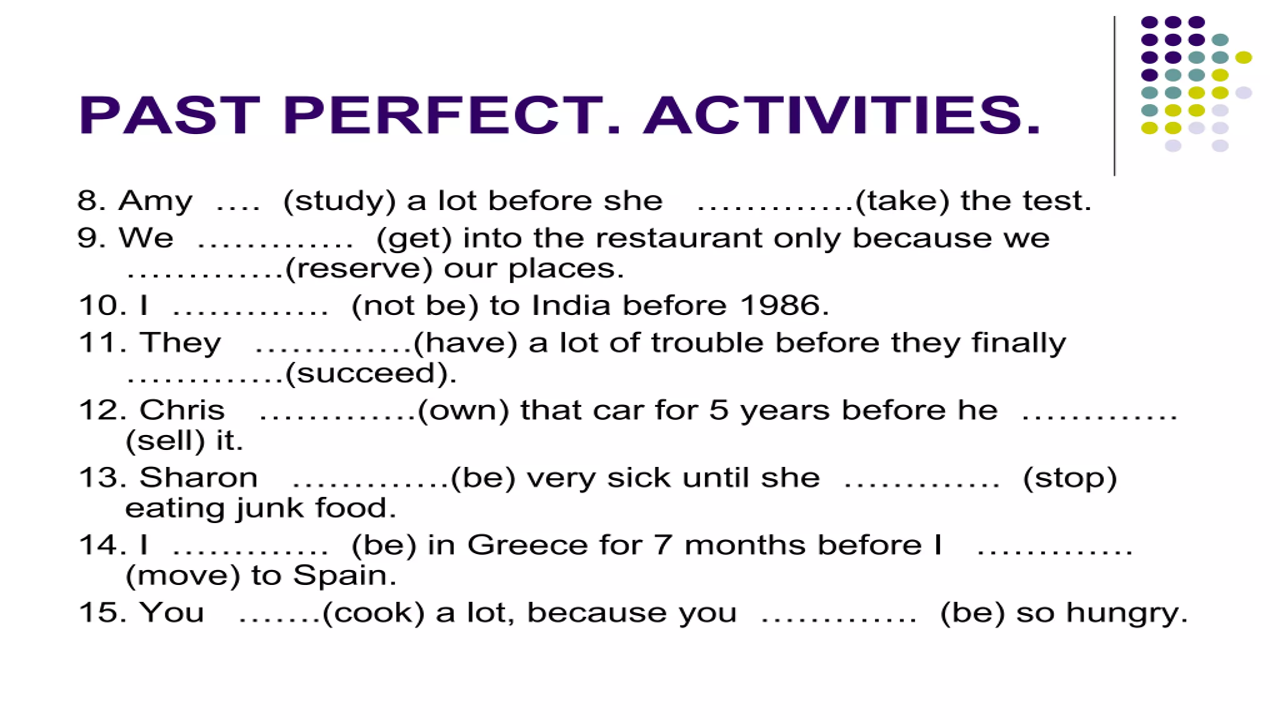 PAST PERFECT. ACTIVITIES.
8. Amy …. (study) a lot before she ………….(take) the test.
9. We …………. (get) into the restaurant only because we
………….(reserve) our places.
10. I …………. (not be) to India before 1986.
11. They ………….(have) a lot of trouble before they finally
………….(succeed).
12. Chris ………….(own) that car for 5 years before he ………….
(sell) it.
13. Sharon ………….(be) very sick until she …………. (stop)
eating junk food.
14. I …………. (be) in Greece for 7 months before I ………….
(move) to Spain.
15. You …….(cook) a lot, because you …………. (be) so hungry.